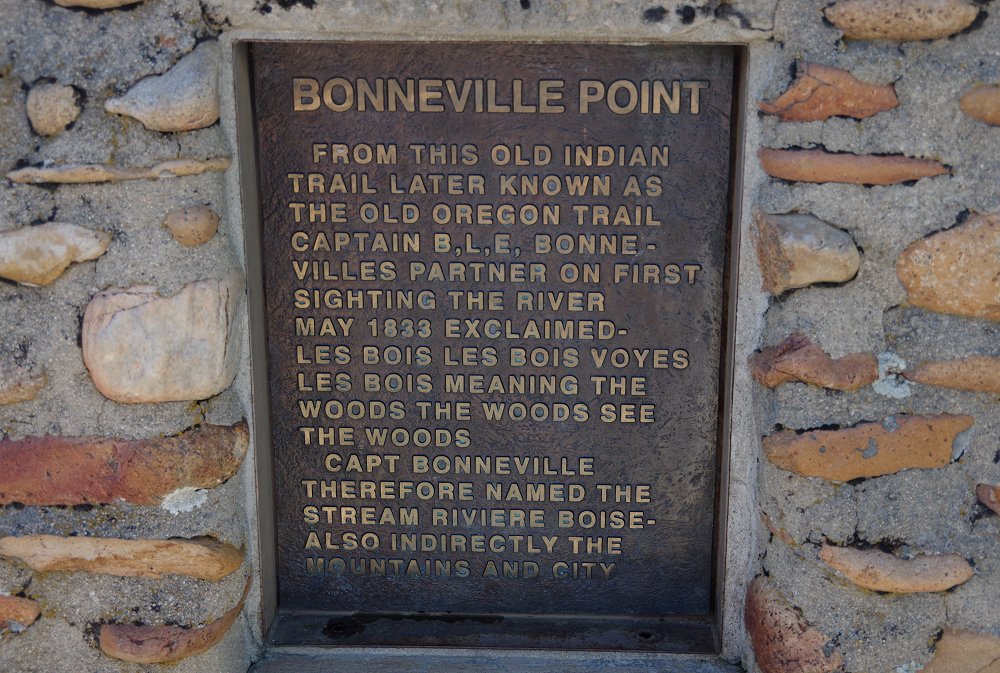 BONNEVILLE POINT
FROM THIS OLD INDIAN
TRAIL LATER KNOWN AS
THE OLD OREGON TRAIL
CAPTAIN B,L,E, BONNE-
VILLES PARTNER ON FIRST
SIGHTING THE RIVER
MAY 1833 EXCLAIMED-
LES BOIS LES BOIS VOYES
LES BOIS MEANING THE
WOODS THE WOODS SEE
THE WOODS
CAPT BONNEVILLE
THEREFORE NAMED THE
STREAM RIVIERE BOISE-
ALSO INDIRECTLY THE
MOUNTAINS AND CITY